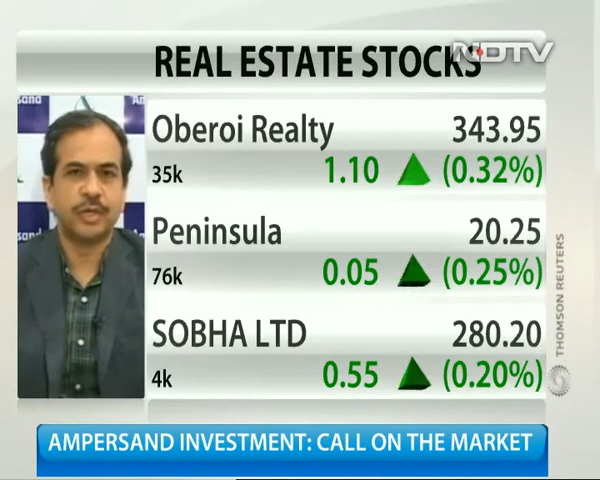 NDTV
REAL ESTATE STOCKS
Oberoi Realty 343.95
35k 1.10 (0.32%)
Peninsula 20.25
76k 0.05 (0.25%)
SOBHA LTD 280.20
4k 0.55 (0.20%)
THOMSON REUTERS
AMPERSAND INVESTMENT: CALL ON THE MARKET